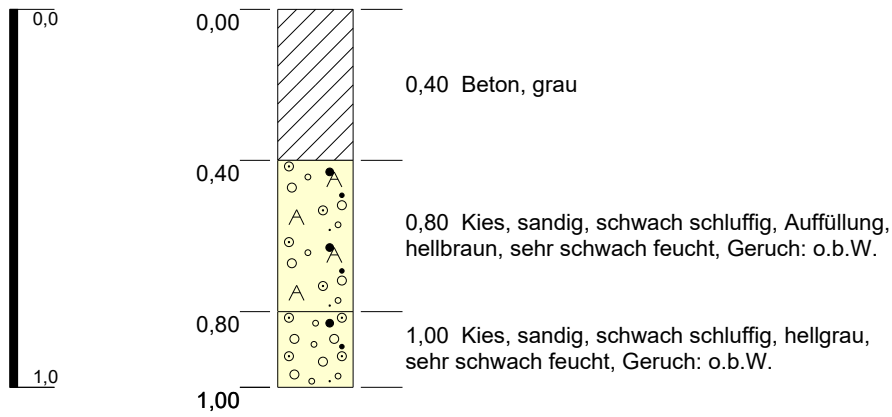 0,0
0,00
0,40 Beton, grau
0,40
0,80 Kies, sandig, schwach schluffig, Auffüllung,
hellbraun, sehr schwach feucht, Geruch: o.b.W.
0,80
1,00 Kies, sandig, schwach schluffig, hellgrau,
sehr schwach feucht, Geruch: o.b.W.
1,0
1,00